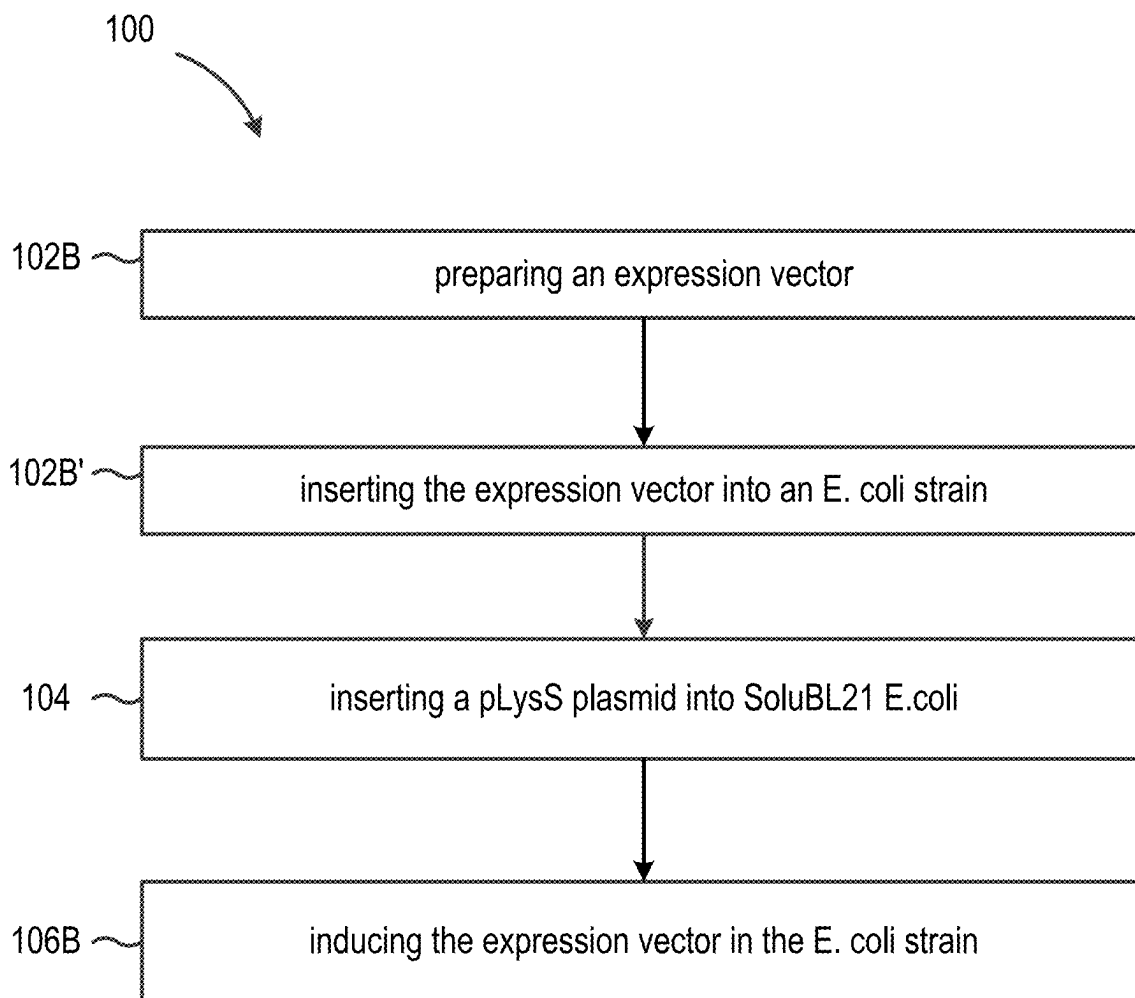 100
102B
preparing an expression vector
102B'
inserting the expression vector into an E. coli strain
104
inserting a pLysS plasmid into SoluBL21 E.coli
106B
inducing the expression vector in the E. coli strain